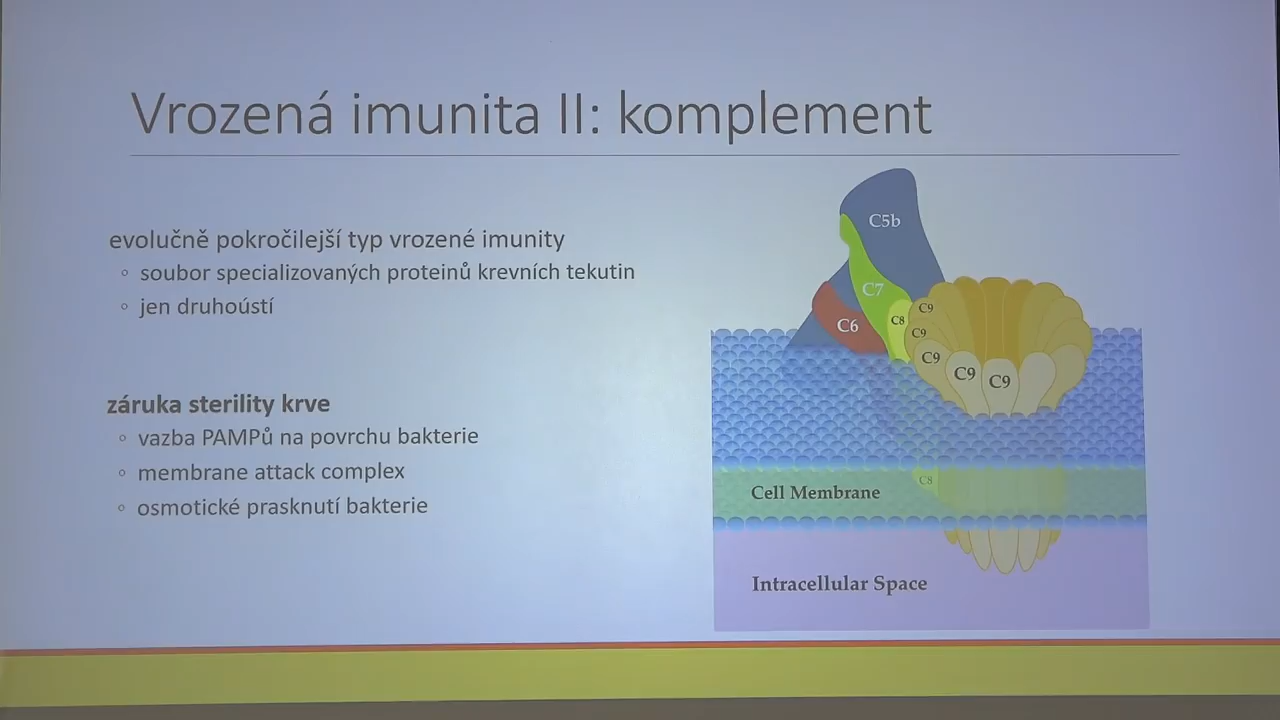 Vrozená imunita II: komplement
evolučně pokročilejší typ vrozené imunity
◦ soubor specializovaných proteinů krevních tekutin
◦ jen druhoústí
záruka sterility krve
◦ vazba PAMPů na povrchu bakterie
◦ membrane attack complex
◦ osmotické prasknutí bakterie
C5b
C7
C6
C8
C9
C9
C9
C9
C9
C8
Cell Membrane
Intracellular Space